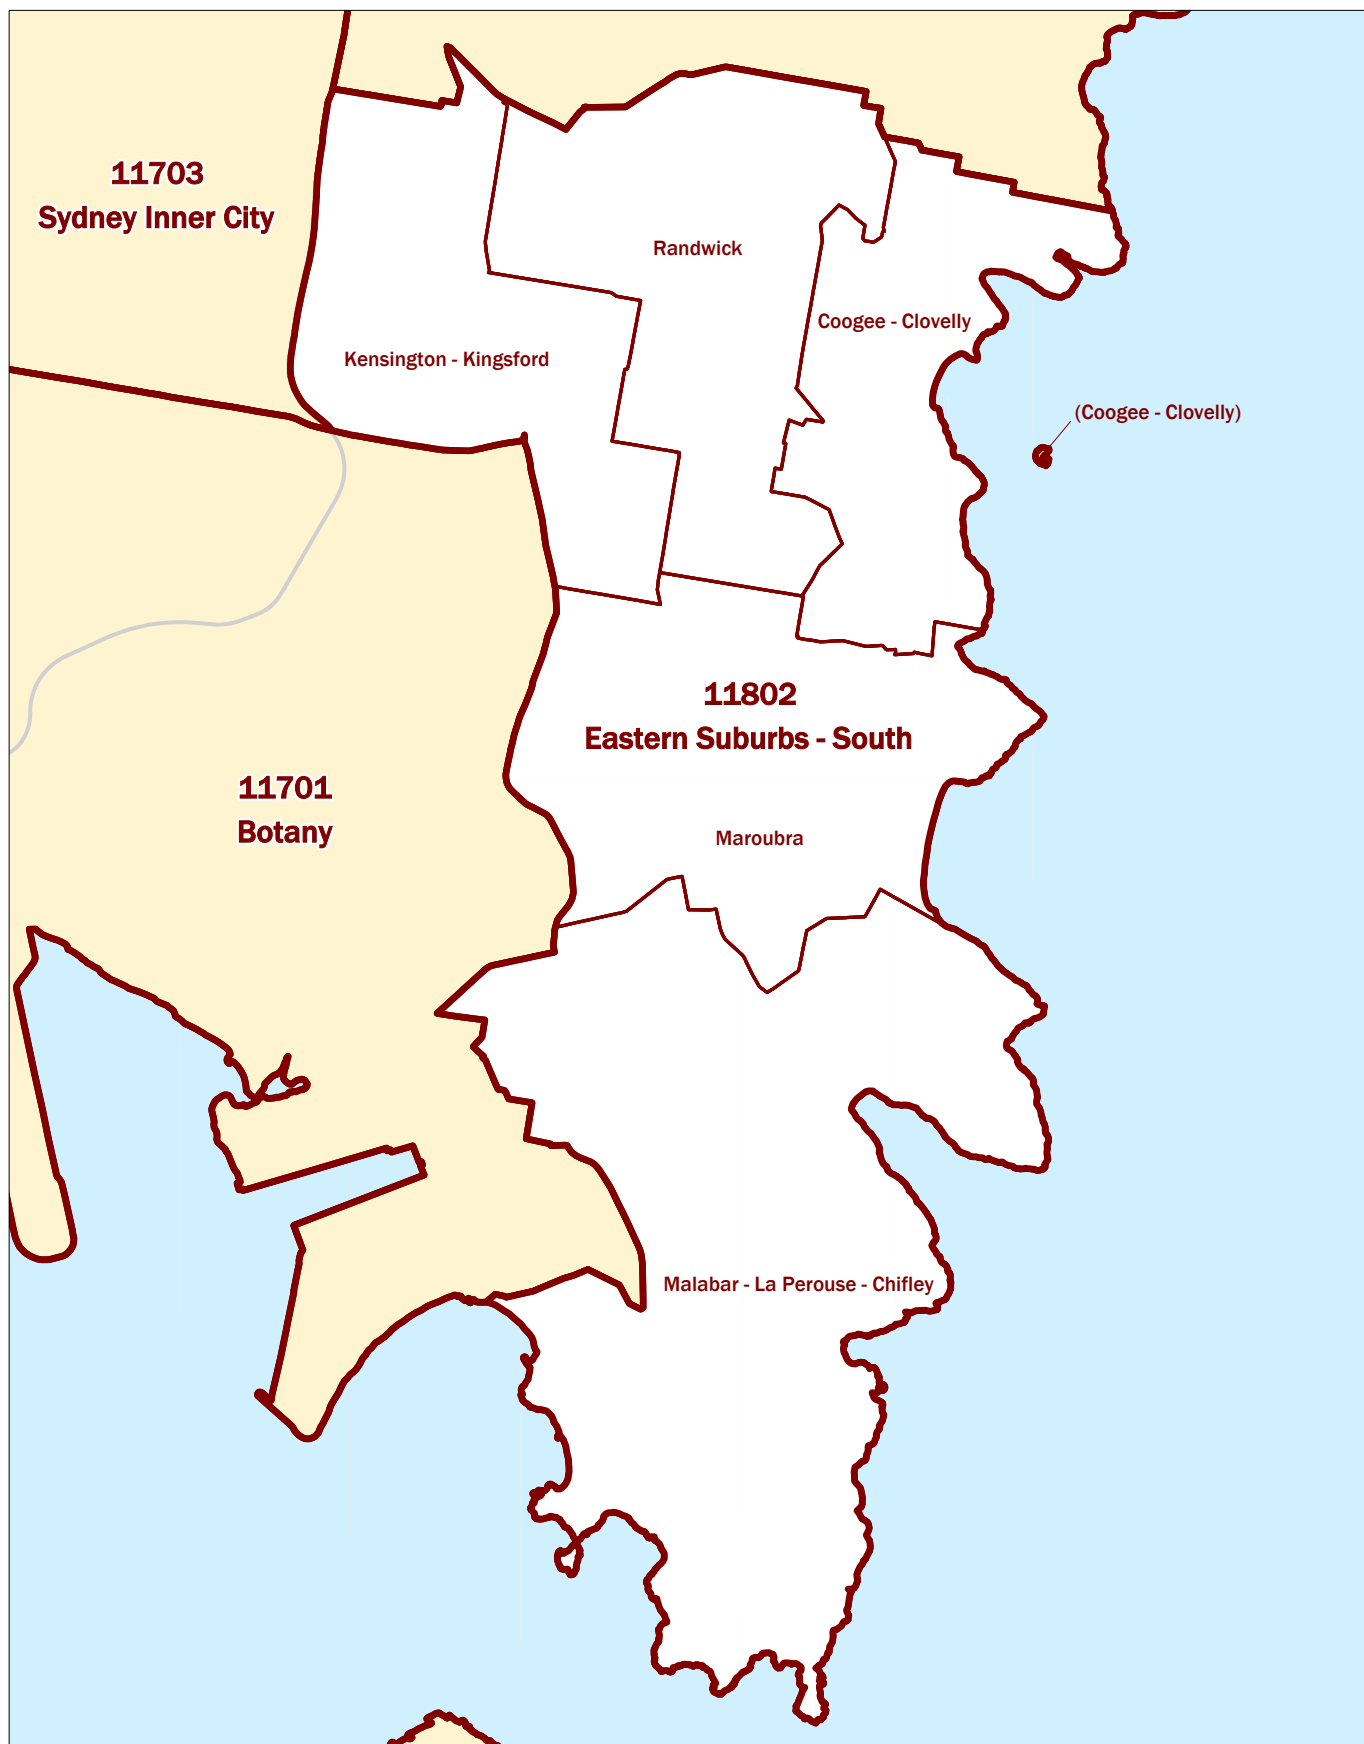 11703
Sydney Inner City
Randwick
Coogee - Clovelly
Kensington - Kingsford
(Coogee - Clovelly)
11802
Eastern Suburbs - South
11701
Botany
Maroubra
Malabar - La Perouse - Chifley